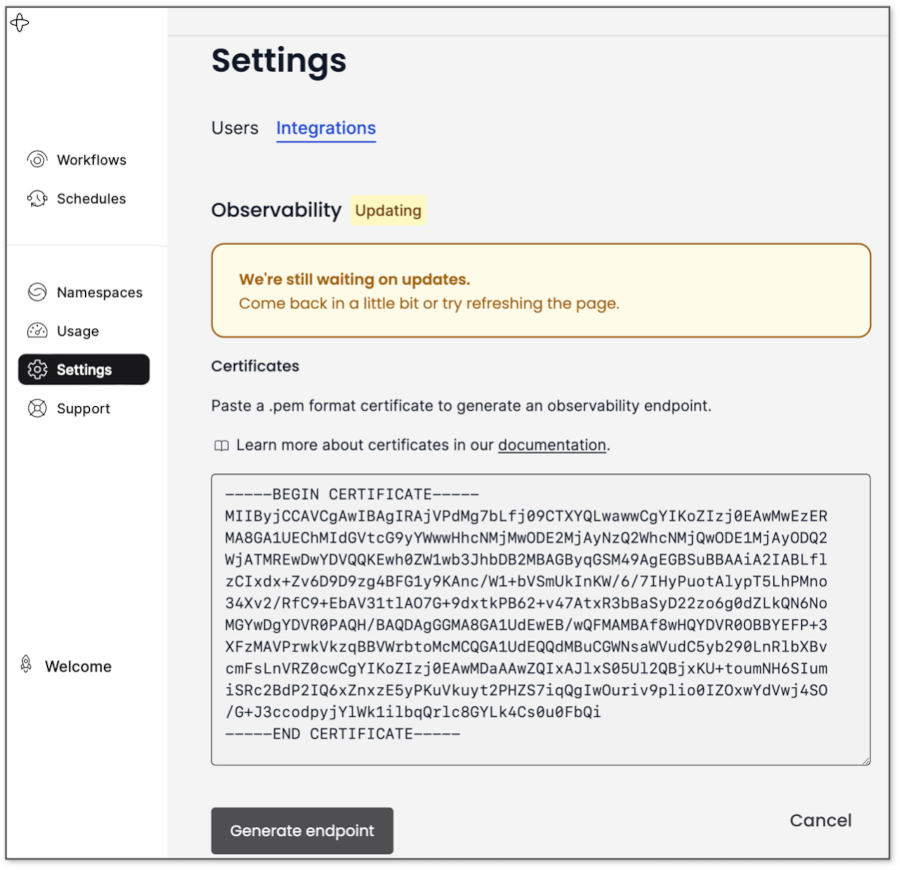 Settings
Users Integrations
Workflows
Schedules
Observability Updating
We're still waiting on updates.
Come back in a little bit or try refreshing the page.
Namespaces
Usage
Settings
Support
Certificates
Paste a .pem format certificate to generate an observability endpoint.
Learn more about certificates in our documentation.
-----BEGIN CERTIFICATE-----
MIIByjCCAVCgAwIBAgIRAjVPdMg7bLfj09CTXYQLwawwCgYIKoZIzj0EAwMwEzER
MA8GA1UEChMIdGVtcG9yYWwwHhcNMjMwODE2MjAyNzQ2WhcNMjQwODE1MjAyODQ2
WjATMREwDwYDVQQKEwh0ZW1wb3JhbDB2MBAGByqGSM49AgEGBSuBBAAiA2IABLfl
zCIxdx+Zv6D9D9zg4BFG1y9KAnc/W1+bVSmUkInKW/6/7IHyPuotAlypT5LhPMno
34Xv2/RfC9+EbAV31tlAO7G+9dxtkPB62+v47AtxR3bBaSyD22zo6g0dZLkQN6No
MGYwDgYDVR0PAQH/BAQDAgGGMA8GA1UdEwEB/wQFMAMBAf8wHQYDVR0OBBYEFP+3
XFzMAVPrwkVkzqBBVWrbtoMcMCQGA1UdEQQdMBuCGWNsaWVudC5yb290LnRlbXBv
cmFsLnVRZ0cwCgYIKoZIzj0EAwMDaAAwZQIxAJlxS05Ul2QBjxKU+toumNH6SIum
iSRc2BdP2IQ6xZnxzE5yPKuVkuyt2PHZS7iqQgIwOuriv9plio0IZOxwYdVwj4SO
/G+J3ccodpyjYlWk1ilbqQrlc8GYLk4Cs0u0FbQi
-----END CERTIFICATE-----
Welcome
Generate endpoint
Cancel